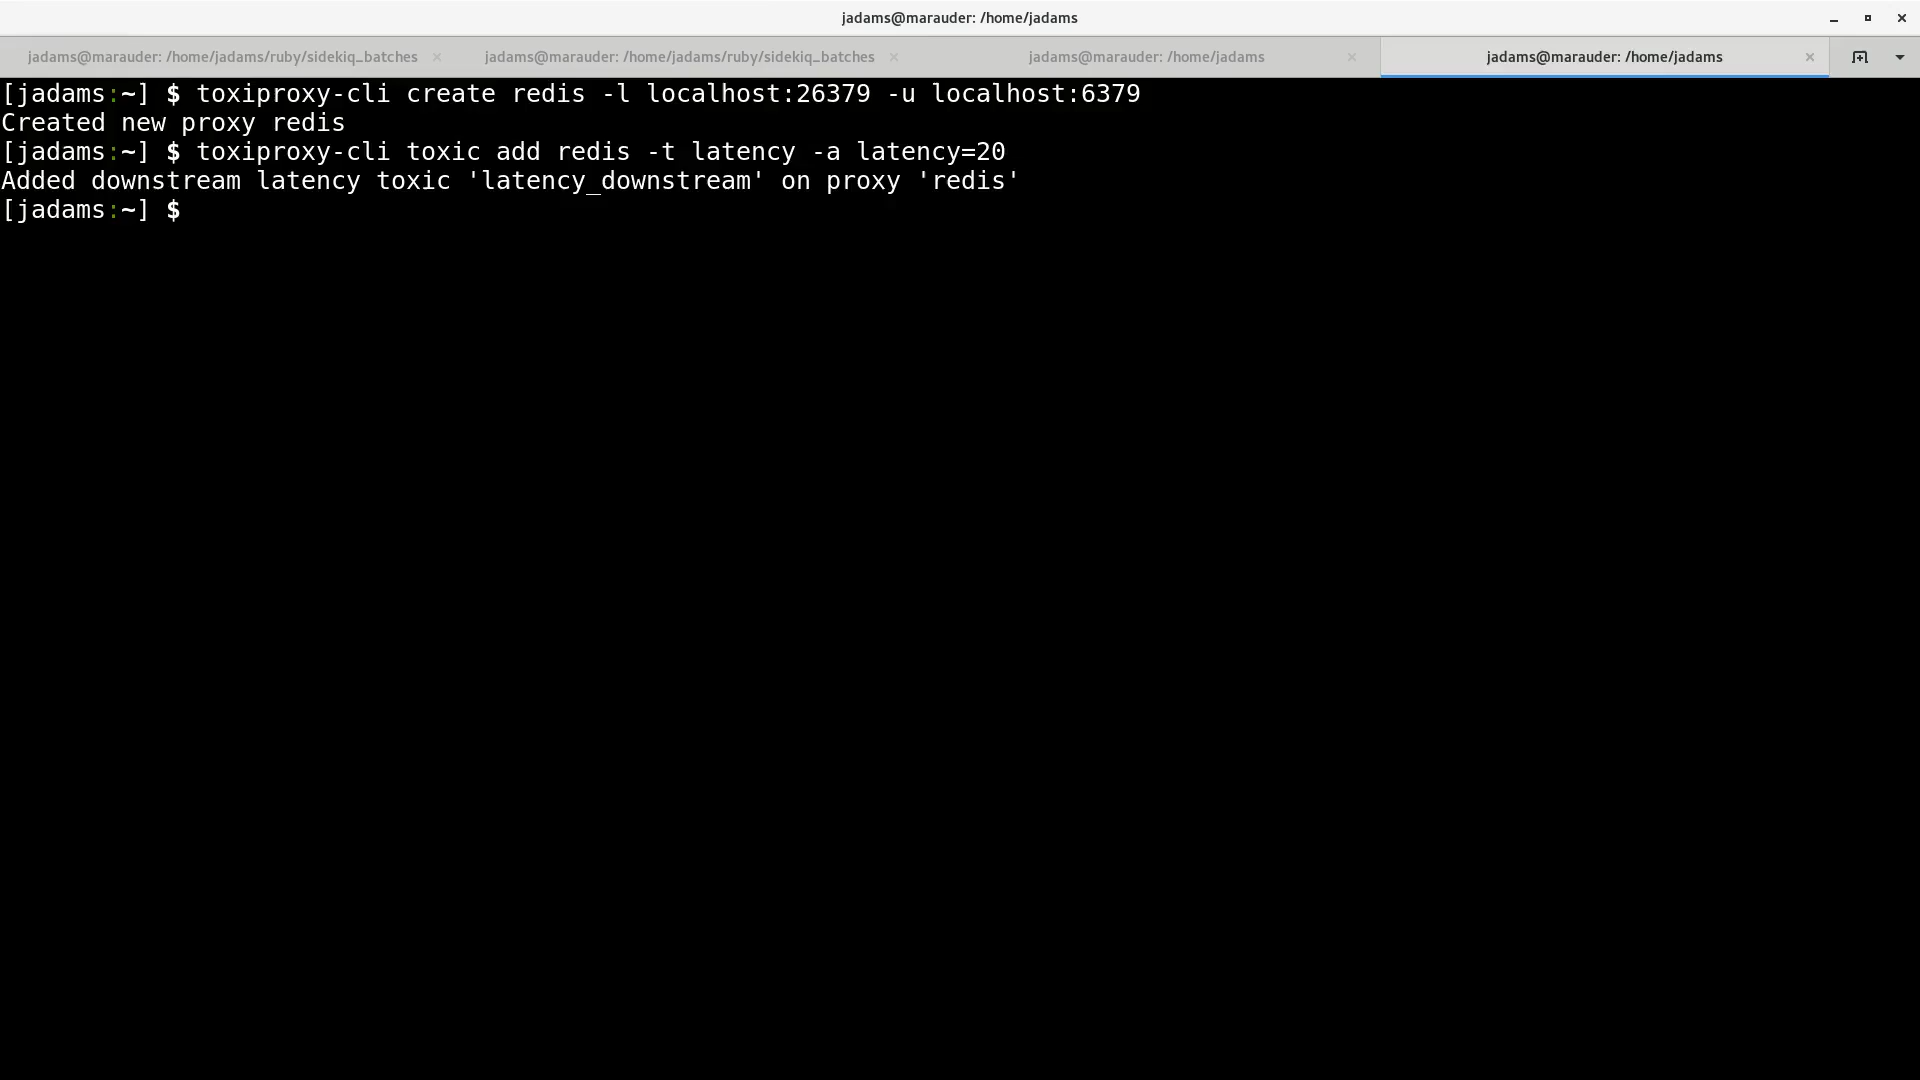 jadams@marauder: /home/jadams
jadams@marauder: /home/jadams/ruby/sidekiq_batches
jadams@marauder: /home/jadams/ruby/sidekiq_batches
jadams@marauder: /home/jadams
jadams@marauder: /home/jadams
[jadams:~] $ toxiproxy-cli create redis -l localhost:26379 -u localhost:6379
Created new proxy redis
[jadams:~] $ toxiproxy-cli toxic add redis -t latency -a latency=20
Added downstream latency toxic 'latency_downstream' on proxy 'redis'
[jadams:~] $